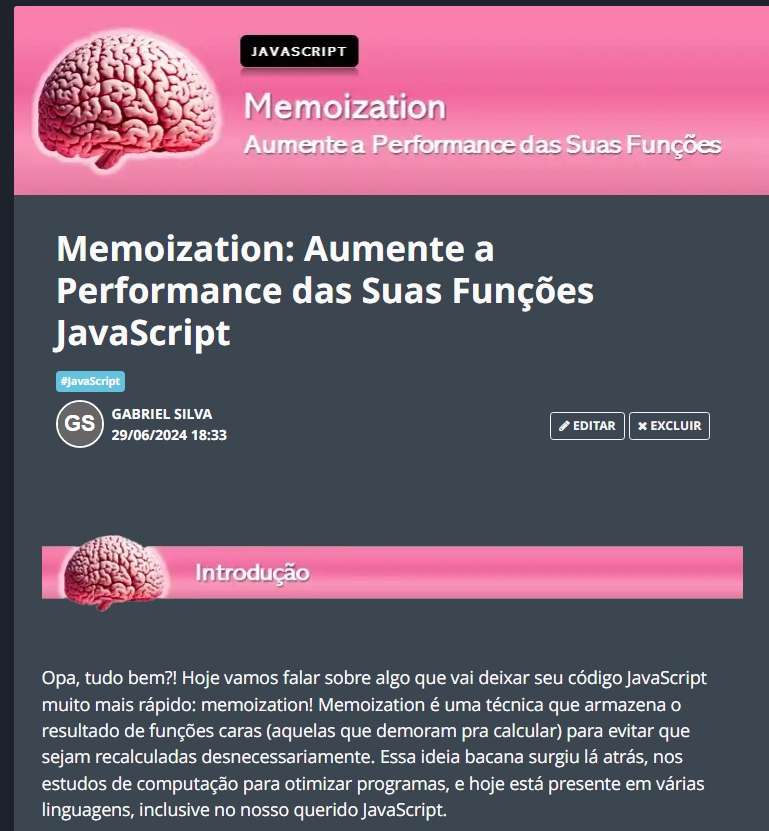 JAVASCRIPT
Memoization
Aumente a Performance das Suas Funções
Memoization: Aumente a
Performance das Suas Funções
JavaScript
#JavaScript
GS
GABRIEL SILVA
29/06/2024 18:33
EDITAR
EXCLUIR
Introdução
Opa, tudo bem?! Hoje vamos falar sobre algo que vai deixar seu código JavaScript
muito mais rápido: memoization! Memoization é uma técnica que armazena o
resultado de funções caras (aquelas que demoram pra calcular) para evitar que
sejam recalculadas desnecessariamente. Essa ideia bacana surgiu lá atrás, nos
estudos de computação para otimizar programas, e hoje está presente em várias
linguagens, inclusive no nosso querido JavaScript.